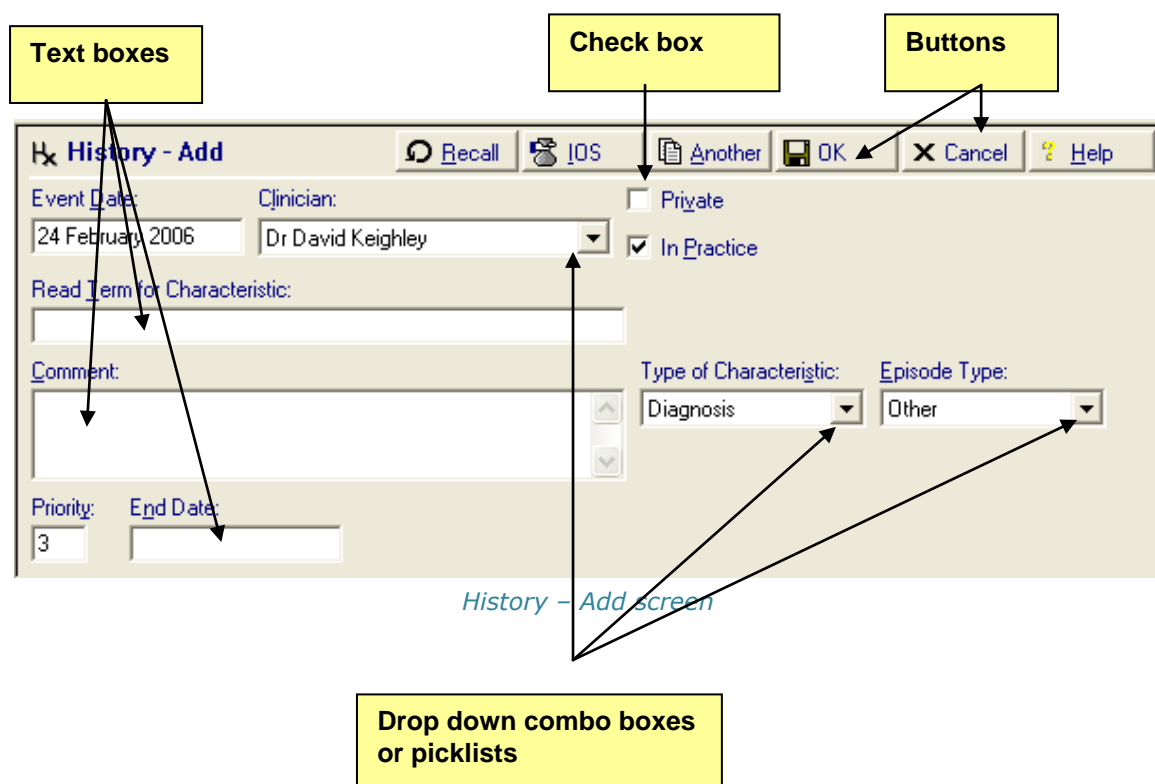 Text boxes
Check box
Buttons
Hx History - Add
Recall
IOS
Another
OK
Cancel
? Help
Event Date:
Clinician:
Private
24 February 2006
Dr David Keighley
In Practice
Read Term for Characteristic:
Comment:
Type of Characteristic:
Episode Type:
Diagnosis
Other
Priority:
End Date:
3
History – Add screen
Drop down combo boxes
or picklists